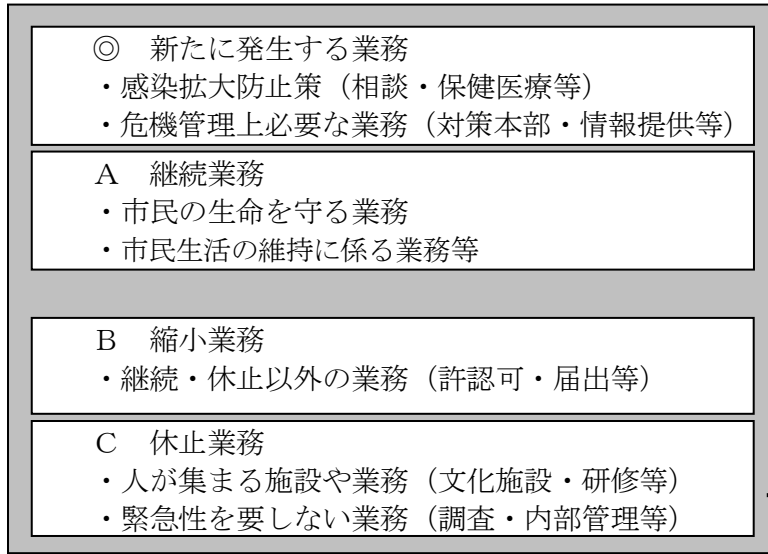 ◎　新たに発生する業務
・感染拡大防止策（相談・保健医療等）
・危機管理上必要な業務（対策本部・情報提供等）
Ａ　継続業務
・市民の生命を守る業務
・市民生活の維持に係る業務等
Ｂ　縮小業務
・継続・休止以外の業務（許認可・届出等）
Ｃ　休止業務
・人が集まる施設や業務（文化施設・研修等）
・緊急性を要しない業務（調査・内部管理等）